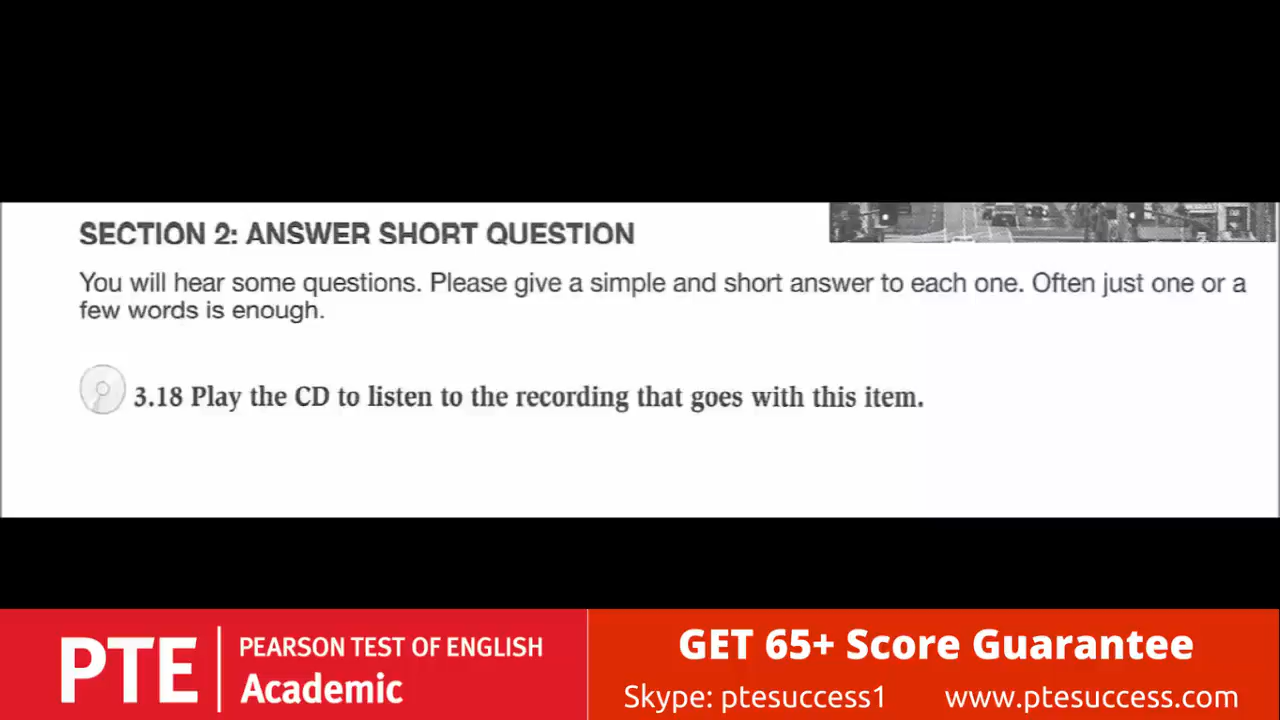 SECTION 2: ANSWER SHORT QUESTION
You will hear some questions. Please give a simple and short answer to each one. Often just one or a
few words is enough.
3.18 Play the CD to listen to the recording that goes with this item.
PTE
PEARSON TEST OF ENGLISH
Academic
GET 65+ Score Guarantee
Skype: ptesuccess1
www.ptesuccess.com